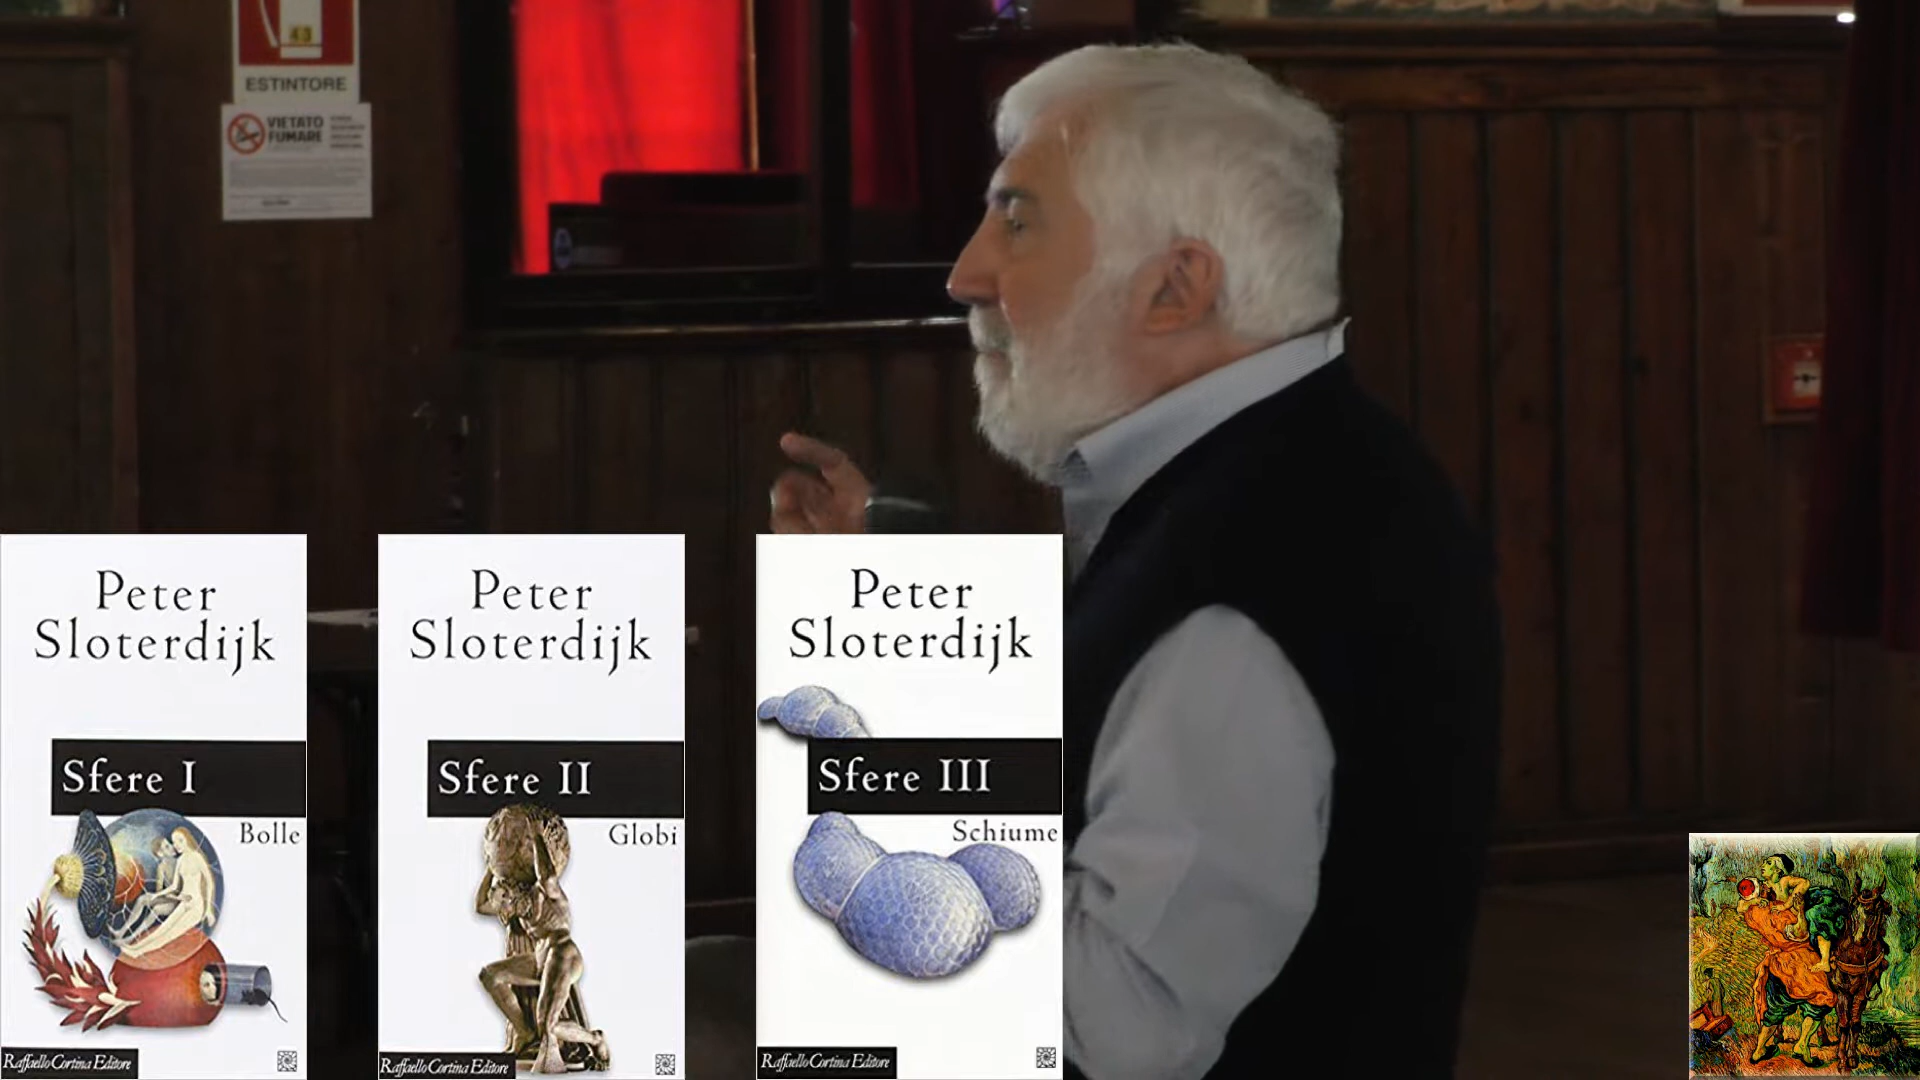 43
ESTINTORE
VIETATO
FUMARE
Peter
Sloterdijk
Sfere I
Bolle
Raffaello Cortina Editore
Peter
Sloterdijk
Sfere II
Globi
Raffaello Cortina Editore
Peter
Sloterdijk
Sfere III
Schiume
Raffaello Cortina Editore